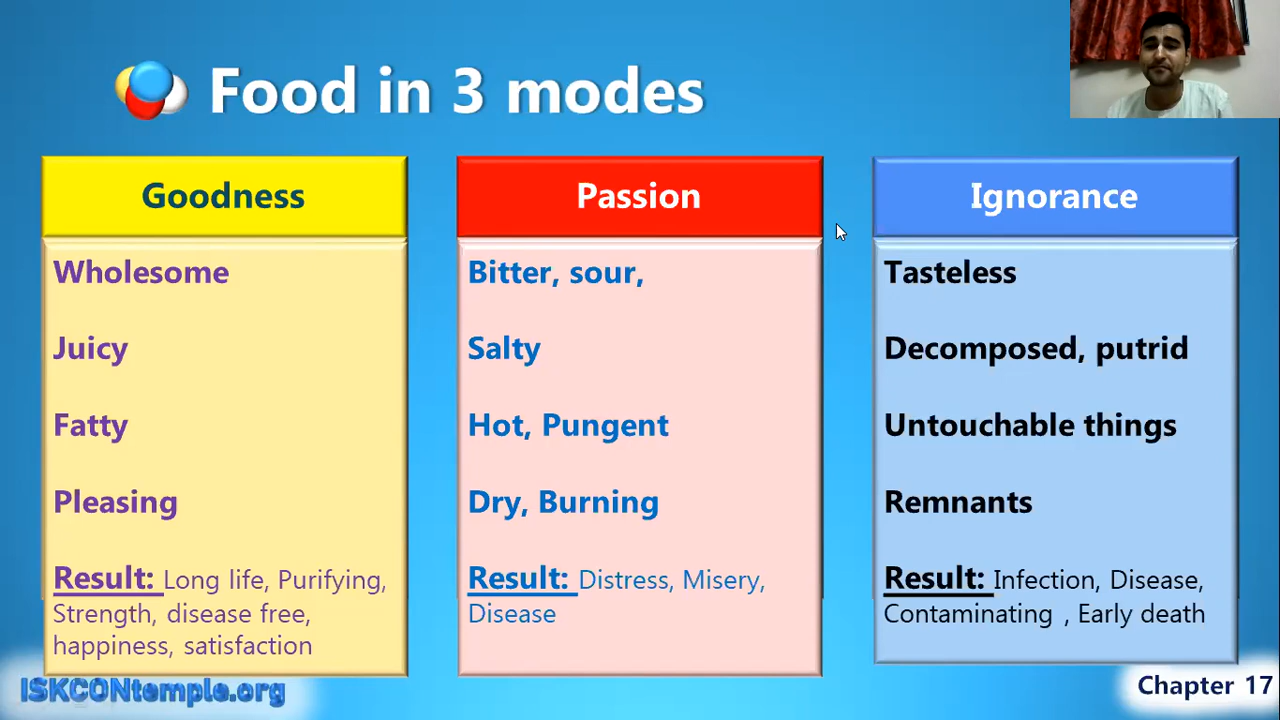 Food in 3 modes
Goodness
Wholesome
Juicy
Fatty
Pleasing
Result: Long life, Purifying,
Strength, disease free,
happiness, satisfaction
Passion
Bitter, sour,
Salty
Hot, Pungent
Dry, Burning
Result: Distress, Misery,
Disease
Ignorance
Tasteless
Decomposed, putrid
Untouchable things
Remnants
Result: Infection, Disease,
Contaminating , Early death
ISKCONtemple.org
Chapter 17